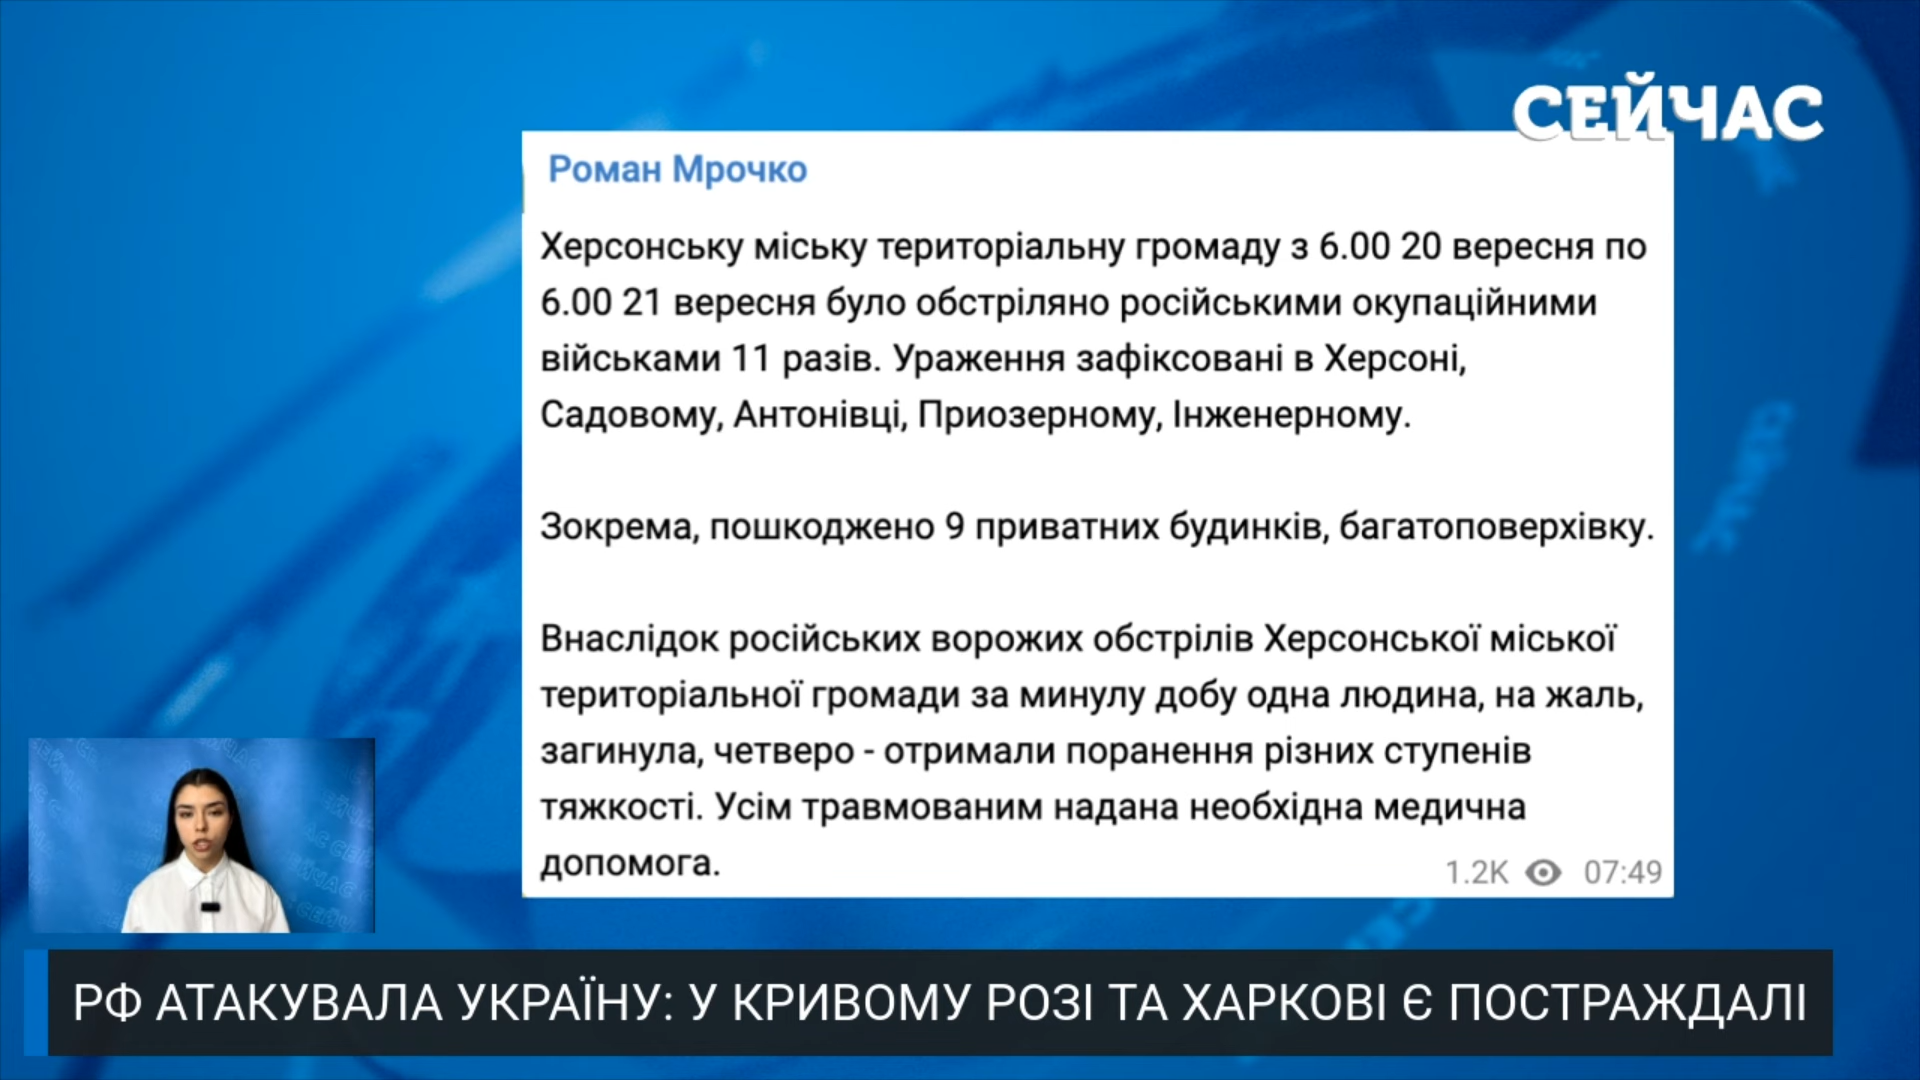 СЕЙЧАС
Роман Мрочко
Херсонську міську територіальну громаду з 6.00 20 вересня по
6.00 21 вересня було обстріляно російськими окупаційними
військами 11 разів. Ураження зафіксовані в Херсоні,
Садовому, Антонівці, Приозерному, Інженерному.
Зокрема, пошкоджено 9 приватних будинків, багатоповерхівку.
Внаслідок російських ворожих обстрілів Херсонської міської
територіальної громади за минулу добу одна людина, на жаль,
загинула, четверо - отримали поранення різних ступенів
тяжкості. Усім травмованим надана необхідна медична
допомога.
1.2K 07:49
РФ АТАКУВАЛА УКРАЇНУ: У КРИВОМУ РОЗІ ТА ХАРКОВІ Є ПОСТРАЖДАЛІ